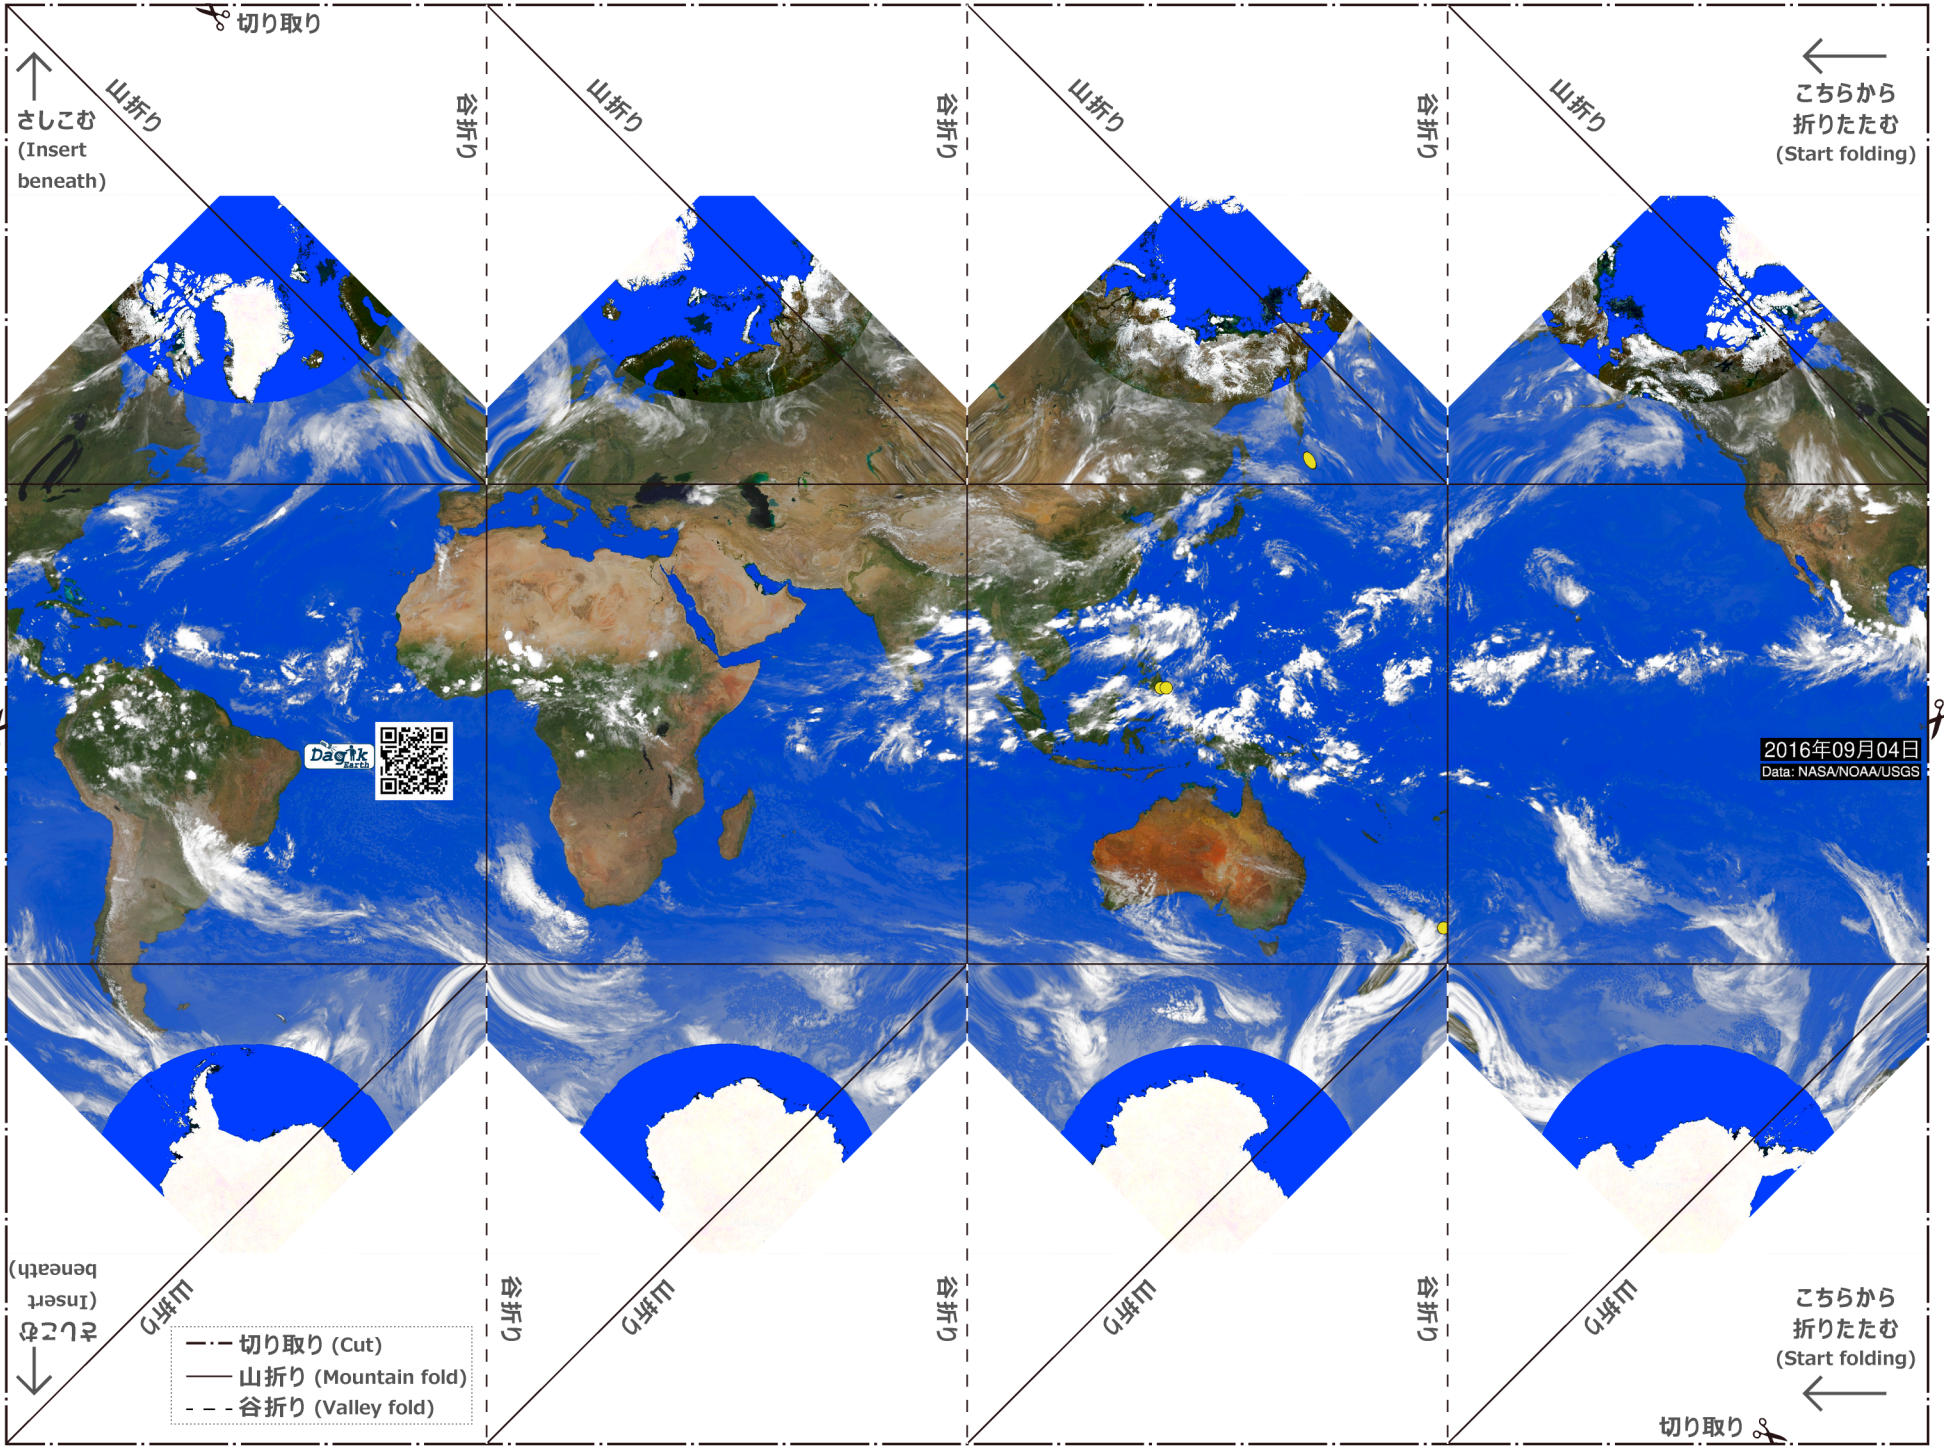 切り取り
山折り
谷折り
山折り
谷折り
山折り
谷折り
山折り
さしこむ
(Insert
beneath)
こちらから
折りたたむ
(Start folding)
Dagik
Earth
2016年09月04日
Data: NASA/NOAA/USGS
さしこむ
(Insert
beneath)
山折り
谷折り
山折り
谷折り
山折り
谷折り
山折り
こちらから
折りたたむ
(Start folding)
切り取り (Cut)
山折り (Mountain fold)
谷折り (Valley fold)
切り取り